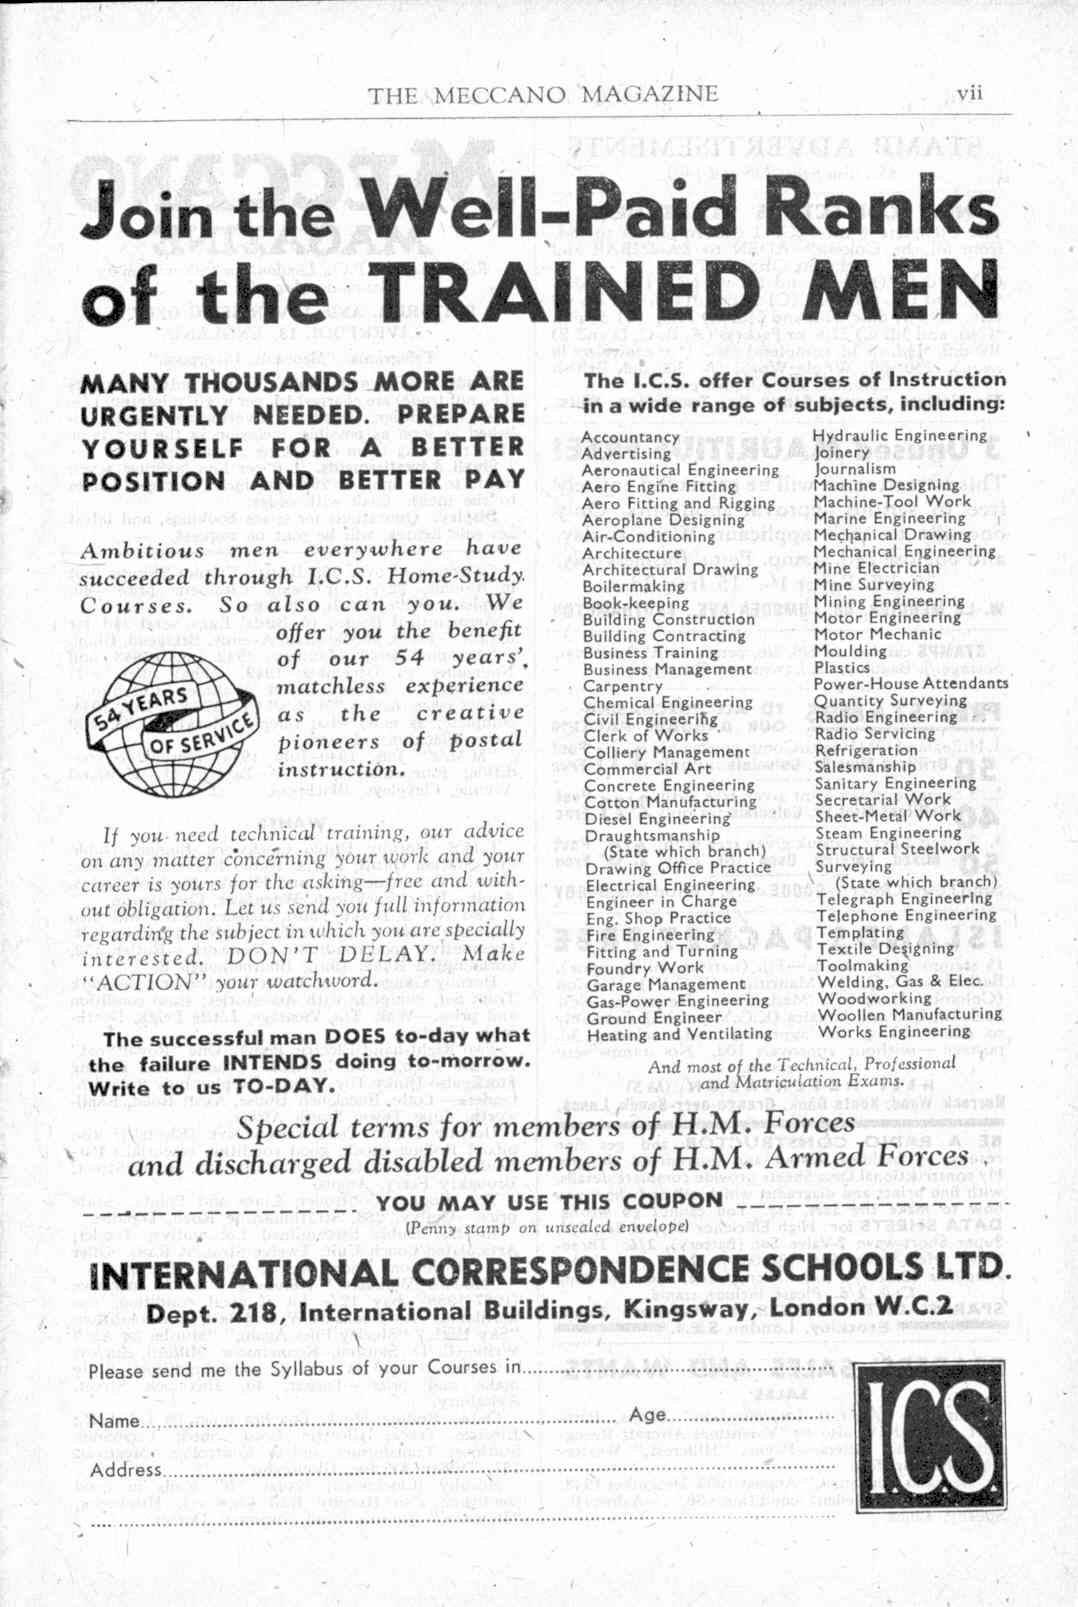 THE MECCANO MAGAZINE
vii
Join the Well-Paid Ranks
of the TRAINED MEN
MANY THOUSANDS MORE ARE
URGENTLY NEEDED. PREPARE
YOURSELF FOR A BETTER
POSITION AND BETTER PAY
Ambitious men everywhere have
succeeded through I.C.S. Home-Study
Courses. So also can you. We
offer you the benefit
of our 54 years'
matchless experience
as the creative
pioneers of postal
instruction.
54 YEARS
OF SERVICE
If you need technical training, our advice
on any matter concerning your work and your
career is yours for the asking—free and with-
out obligation. Let us send you full information
regarding the subject in which you are specially
interested. DON'T DELAY. Make
"ACTION" your watchword.
The successful man DOES to-day what
the failure INTENDS doing to-morrow.
Write to us TO-DAY.
The I.C.S. offer Courses of Instruction
in a wide range of subjects, including:
Accountancy
Advertising
Aeronautical Engineering
Aero Engine Fitting
Aero Fitting and Rigging
Aeroplane Designing
Air-Conditioning
Architecture
Architectural Drawing
Boilermaking
Book-keeping
Building Construction
Building Contracting
Business Training
Business Management
Carpentry
Chemical Engineering
Civil Engineering
Clerk of Works
Colliery Management
Commercial Art
Concrete Engineering
Cotton Manufacturing
Diesel Engineering
Draughtsmanship
(State which branch)
Drawing Office Practice
Electrical Engineering
Engineer in Charge
Eng. Shop Practice
Fire Engineering
Fitting and Turning
Foundry Work
Garage Management
Gas-Power Engineering
Ground Engineer
Heating and Ventilating
Hydraulic Engineering
Joinery
Journalism
Machine Designing
Machine-Tool Work
Marine Engineering
Mechanical Drawing
Mechanical Engineering
Mine Electrician
Mine Surveying
Mining Engineering
Motor Engineering
Motor Mechanic
Moulding
Plastics
Power-House Attendants
Quantity Surveying
Radio Engineering
Radio Servicing
Refrigeration
Salesmanship
Sanitary Engineering
Secretarial Work
Sheet-Metal Work
Steam Engineering
Structural Steelwork
Surveying
(State which branch)
Telegraph Engineering
Telephone Engineering
Templating
Textile Designing
Toolmaking
Welding, Gas & Elec.
Woodworking
Woollen Manufacturing
Works Engineering
And most of the Technical, Professional
and Matriculation Exams.
Special terms for members of H.M. Forces
and discharged disabled members of H.M. Armed Forces
YOU MAY USE THIS COUPON
(Penny stamp on unsealed envelope)
INTERNATIONAL CORRESPONDENCE SCHOOLS LTD.
Dept. 218, International Buildings, Kingsway, London W.C.2
Please send me the Syllabus of your Courses in
Name Age
Address
I.C.S.